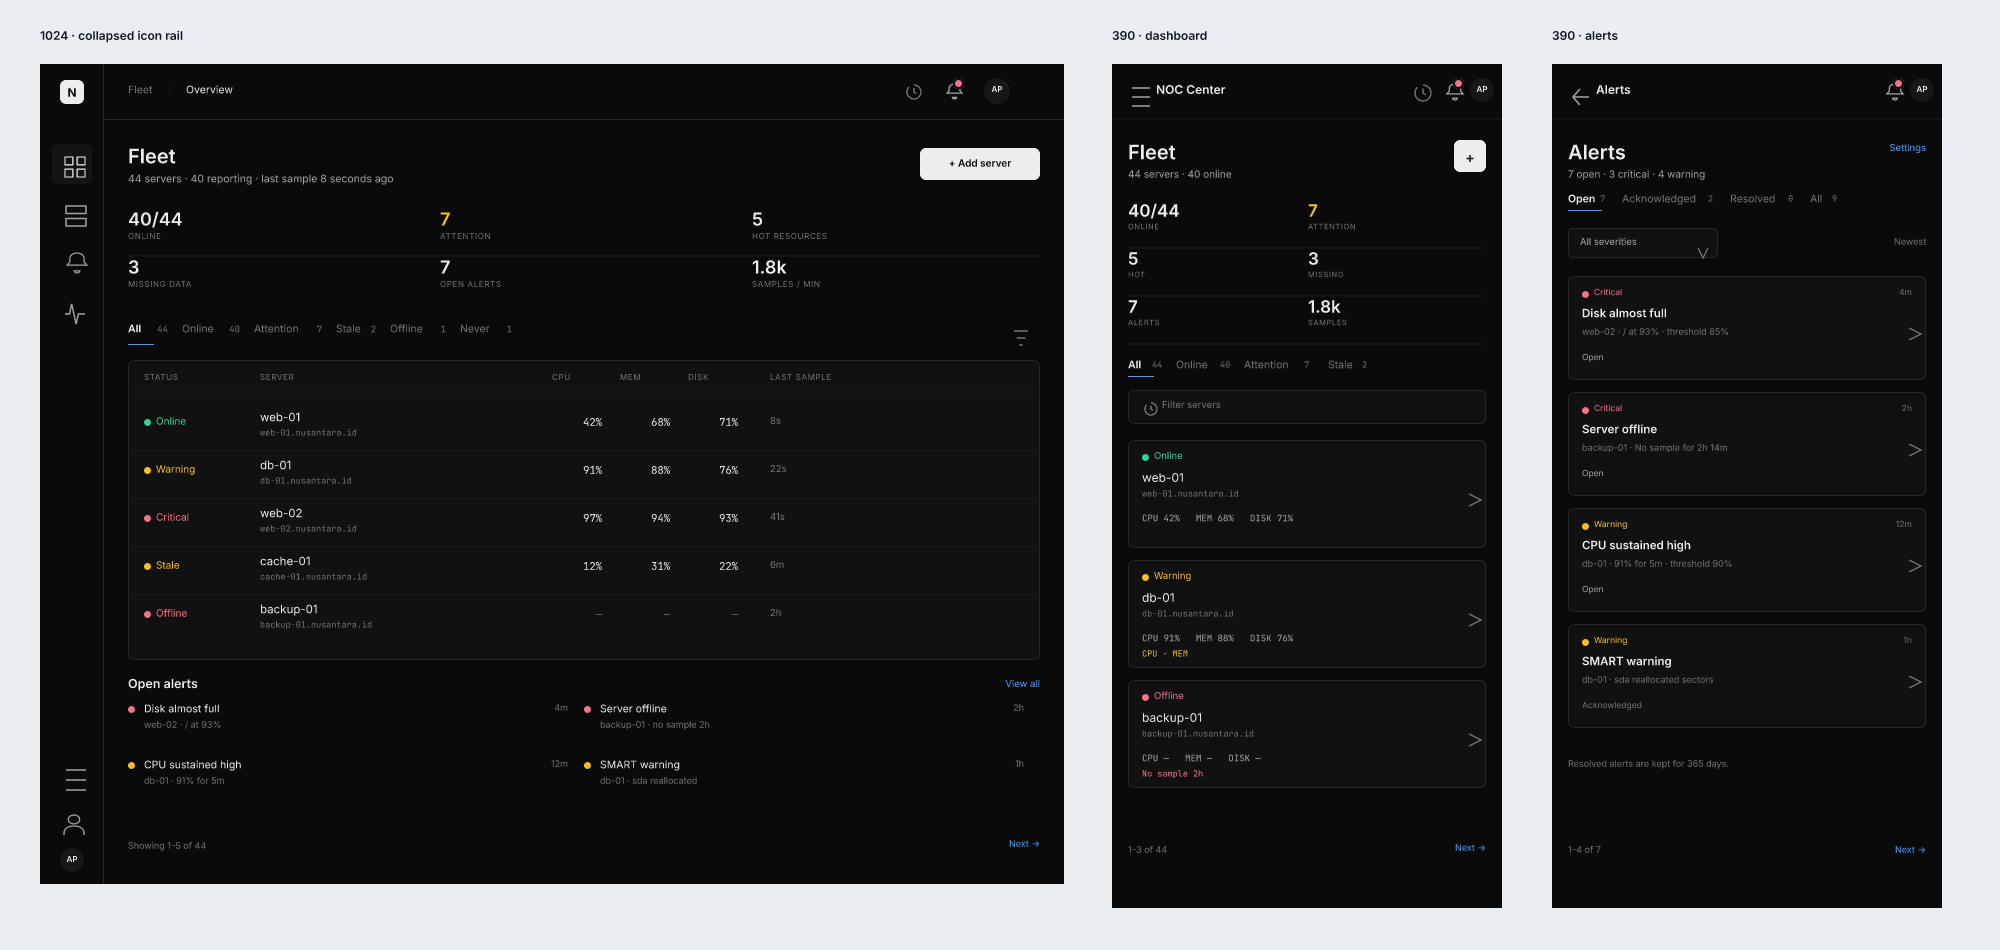 1024 · collapsed icon rail
N
Fleet / Overview
AP
Fleet
44 servers · 40 reporting · last sample 8 seconds ago
+ Add server
40/44
ONLINE
7
ATTENTION
5
HOT RESOURCES
3
MISSING DATA
7
OPEN ALERTS
1.8k
SAMPLES / MIN
All 44 Online 40 Attention 7 Stale 2 Offline 1 Never 1
STATUS SERVER CPU MEM DISK LAST SAMPLE
Online web-01 42% 68% 71% 8s
web-01.nusantara.id
Warning db-01 91% 88% 76% 22s
db-01.nusantara.id
Critical web-02 97% 94% 93% 41s
web-02.nusantara.id
Stale cache-01 12% 31% 22% 6m
cache-01.nusantara.id
Offline backup-01 — — — 2h
backup-01.nusantara.id
Open alerts View all
Disk almost full 4m
web-02 · / at 93%
Server offline 2h
backup-01 · no sample 2h
CPU sustained high 12m
db-01 · 91% for 5m
SMART warning 1h
db-01 · sda reallocated
AP
Showing 1–5 of 44 Next →
390 · dashboard
NOC Center AP
Fleet
44 servers · 40 online
+
40/44
ONLINE
7
ATTENTION
5
HOT
3
MISSING
7
ALERTS
1.8k
SAMPLES
All 44 Online 40 Attention 7 Stale 2
Filter servers
Online
web-01
web-01.nusantara.id
CPU 42% MEM 68% DISK 71%
Warning
db-01
db-01.nusantara.id
CPU 91% MEM 88% DISK 76%
CPU · MEM
Offline
backup-01
backup-01.nusantara.id
CPU — MEM — DISK —
No sample 2h
1–3 of 44 Next →
390 · alerts
Alerts AP
Alerts Settings
7 open · 3 critical · 4 warning
Open 7 Acknowledged 2 Resolved 0 All 9
All severities Newest
Critical 4m
Disk almost full
web-02 · / at 93% · threshold 85%
Open
Critical 2h
Server offline
backup-01 · No sample for 2h 14m
Open
Warning 12m
CPU sustained high
db-01 · 91% for 5m · threshold 90%
Open
Warning 1h
SMART warning
db-01 · sda reallocated sectors
Acknowledged
Resolved alerts are kept for 365 days.
1–4 of 7 Next →